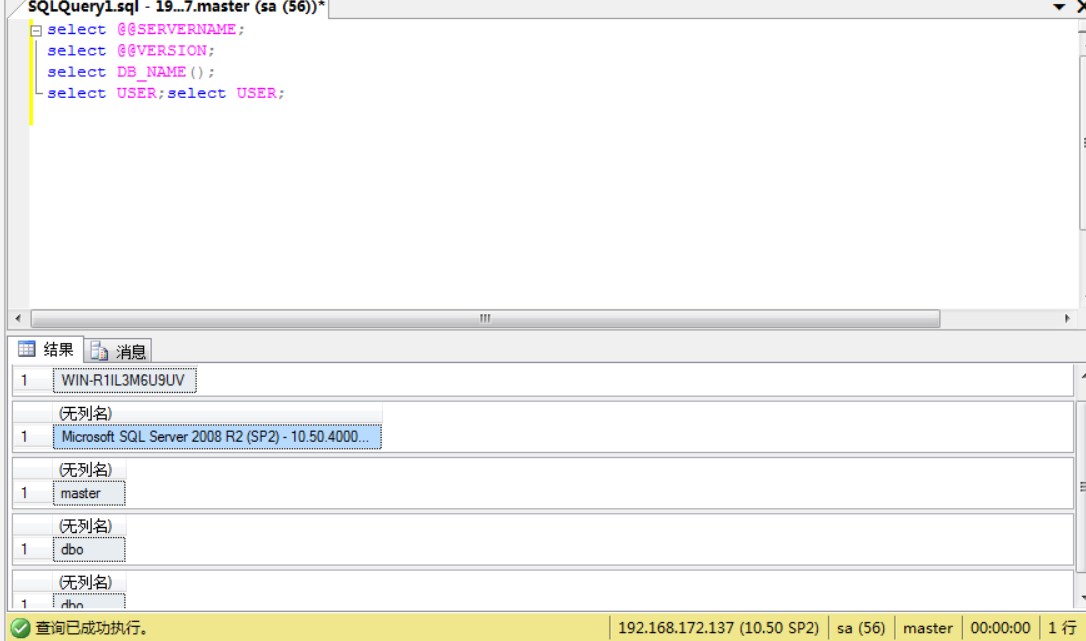 SQLQuery1.sql - 19...7.master (sa (56))*
select @@SERVERNAME;
select @@VERSION;
select DB_NAME();
select USER;select USER;
结果 消息
1 WIN-R1IL3M6U9UV
(无列名)
1 Microsoft SQL Server 2008 R2 (SP2) - 10.50.4000...
(无列名)
1 master
(无列名)
1 dbo
(无列名)
1 dbo
查询已成功执行。 192.168.172.137 (10.50 SP2) sa (56) master 00:00:00 1 行